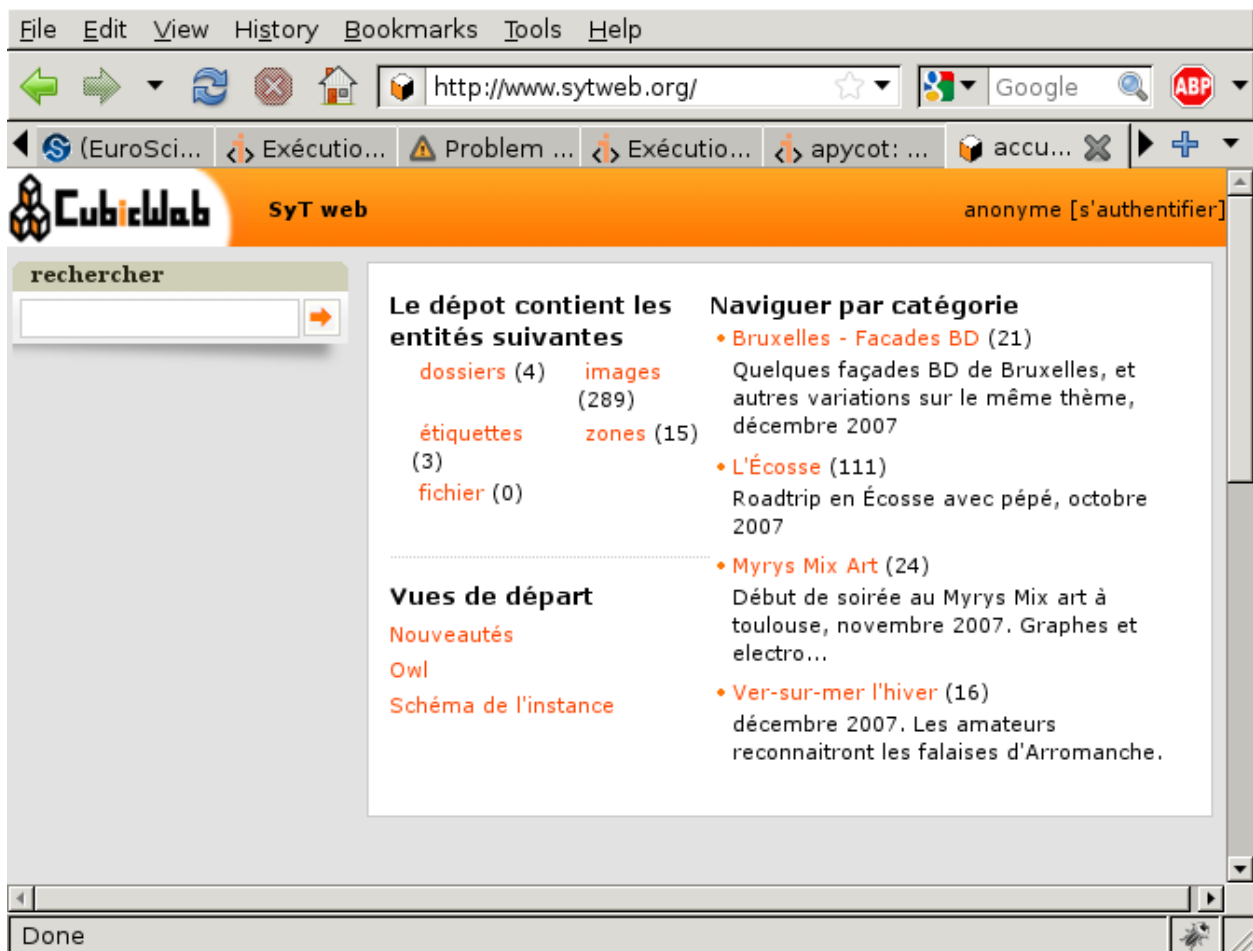 File Edit View History Bookmarks Tools Help
http://www.sytweb.org/ Google ABP
(EuroSci... Exécutio... Problem ... Exécutio... apycot: ... accu...
CubicWeb SyT web anonyme [s'authentifier]
rechercher
Le dépot contient les
entités suivantes
dossiers (4) images
(289)
étiquettes zones (15)
(3)
fichier (0)
Vues de départ
Nouveautés
Owl
Schéma de l'instance
Naviguer par catégorie
Bruxelles - Facades BD (21)
Quelques façades BD de Bruxelles, et
autres variations sur le même thème,
décembre 2007
L'Écosse (111)
Roadtrip en Écosse avec pépé, octobre
2007
Myrys Mix Art (24)
Début de soirée au Myrys Mix art à
toulouse, novembre 2007. Graphes et
electro...
Ver-sur-mer l'hiver (16)
décembre 2007. Les amateurs
reconnaitront les falaises d'Arromanche.
Done